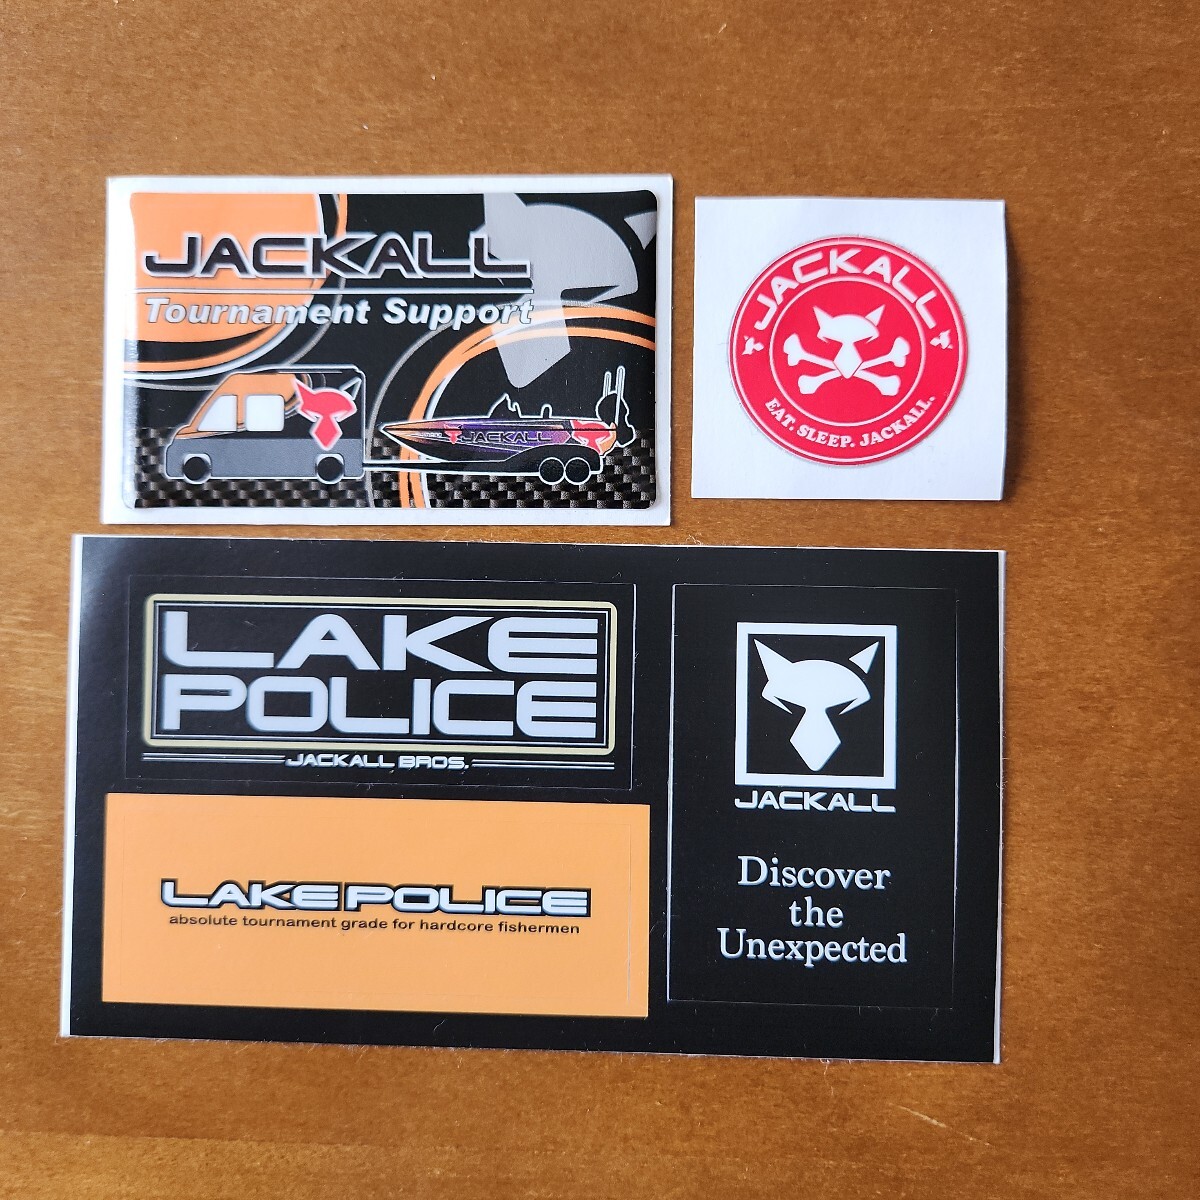 JACKALL
Tournament Support
JACKALL
JACKALL
EAT. SLEEP. JACKALL.
LAKE
POLICE
JACKALL BROS.
LAKE POLICE
absolute tournament grade for hardcore fishermen
JACKALL
Discover
the
Unexpected